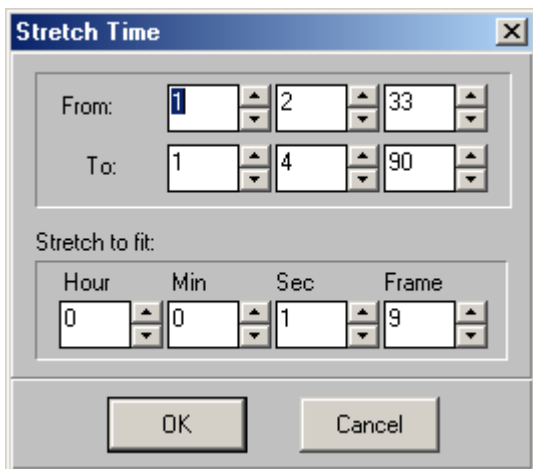 Stretch Time
From: 1 2 33
To: 1 4 90
Stretch to fit:
Hour Min Sec Frame
0 0 1 9
OK Cancel